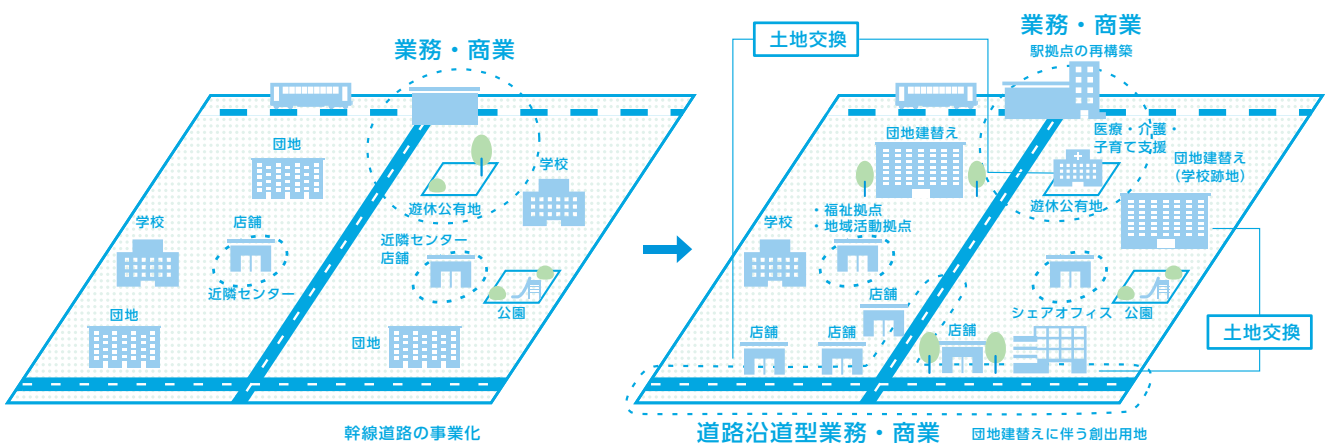 業務・商業
団地
学校
遊休公有地
学校
店舗
近隣センター
近隣センター
店舗
公園
団地
団地
幹線道路の事業化
土地交換
業務・商業
駅拠点の再構築
団地建替え
医療・介護・
子育て支援
団地建替え
（学校跡地）
遊休公有地
・福祉拠点
・地域活動拠点
学校
店舗
シェアオフィス
公園
店舗
店舗
店舗
土地交換
道路沿道型業務・商業
団地建替えに伴う創出用地